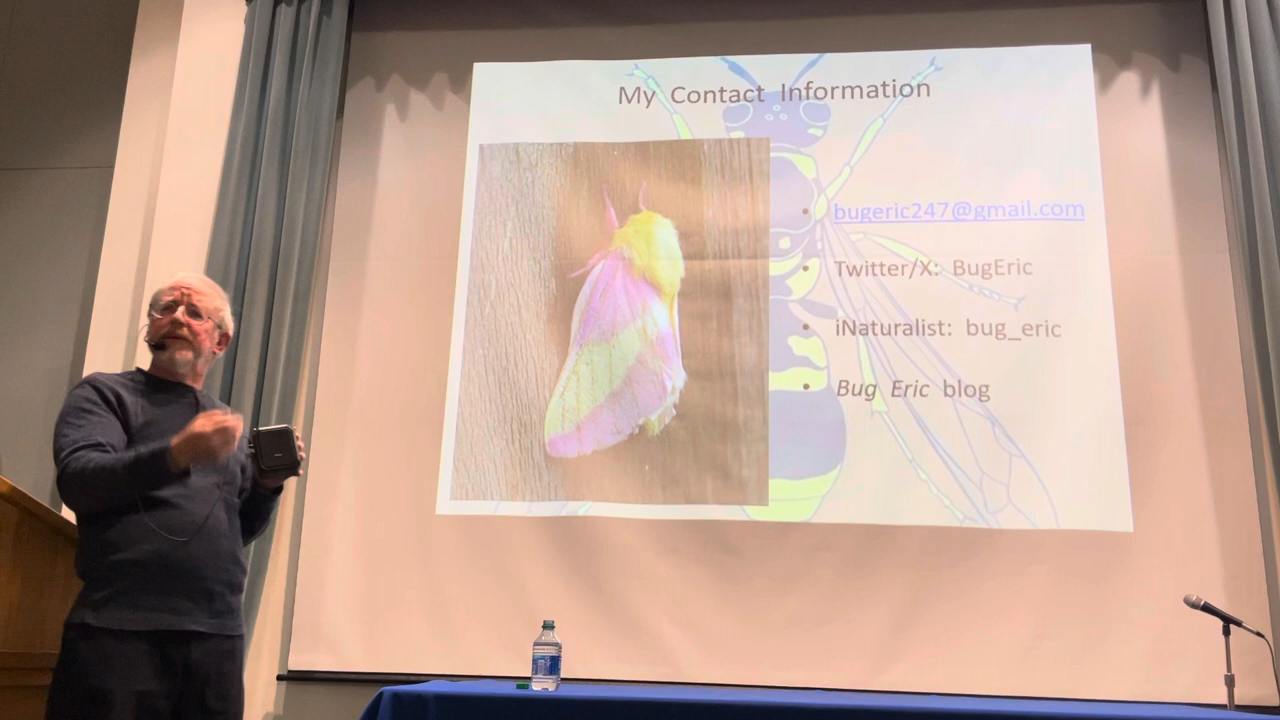 My Contact Information
bugeric247@gmail.com
Twitter/X: BugEric
iNaturalist: bug_eric
Bug Eric blog